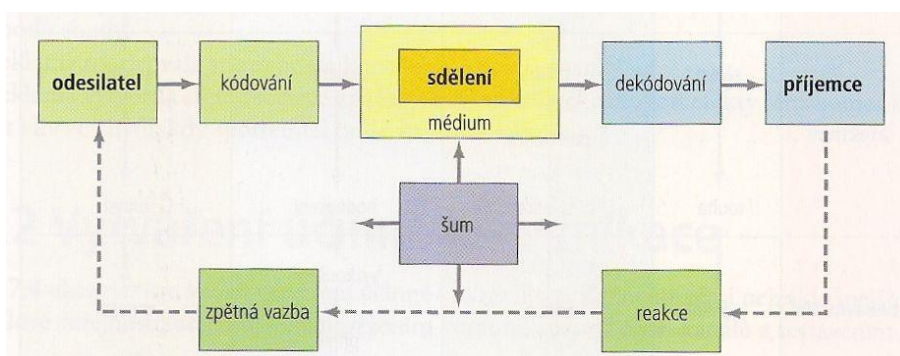 odesilatel
kódování
sdělení
médium
dekódování
příjemce
šum
zpětná vazba
reakce